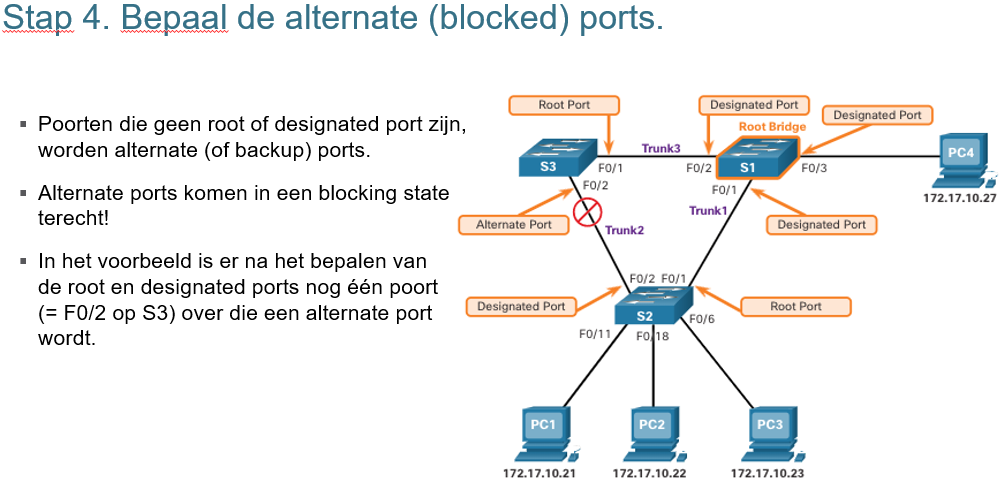 Stap 4. Bepaal de alternate (blocked) ports.
▪ Poorten die geen root of designated port zijn,
worden alternate (of backup) ports.
▪ Alternate ports komen in een blocking state
terecht!
▪ In het voorbeeld is er na het bepalen van
de root en designated ports nog één poort
(= F0/2 op S3) over die een alternate port
wordt.
Root Port
Designated Port
Designated Port
Root Bridge
Trunk3
S3
F0/1
F0/2
S1
F0/3
PC4
F0/2
F0/1
172.17.10.27
Alternate Port
Trunk2
Trunk1
Designated Port
F0/2 F0/1
Designated Port
Root Port
S2
F0/6
F0/11
F0/18
PC1
PC2
PC3
172.17.10.21
172.17.10.22
172.17.10.23